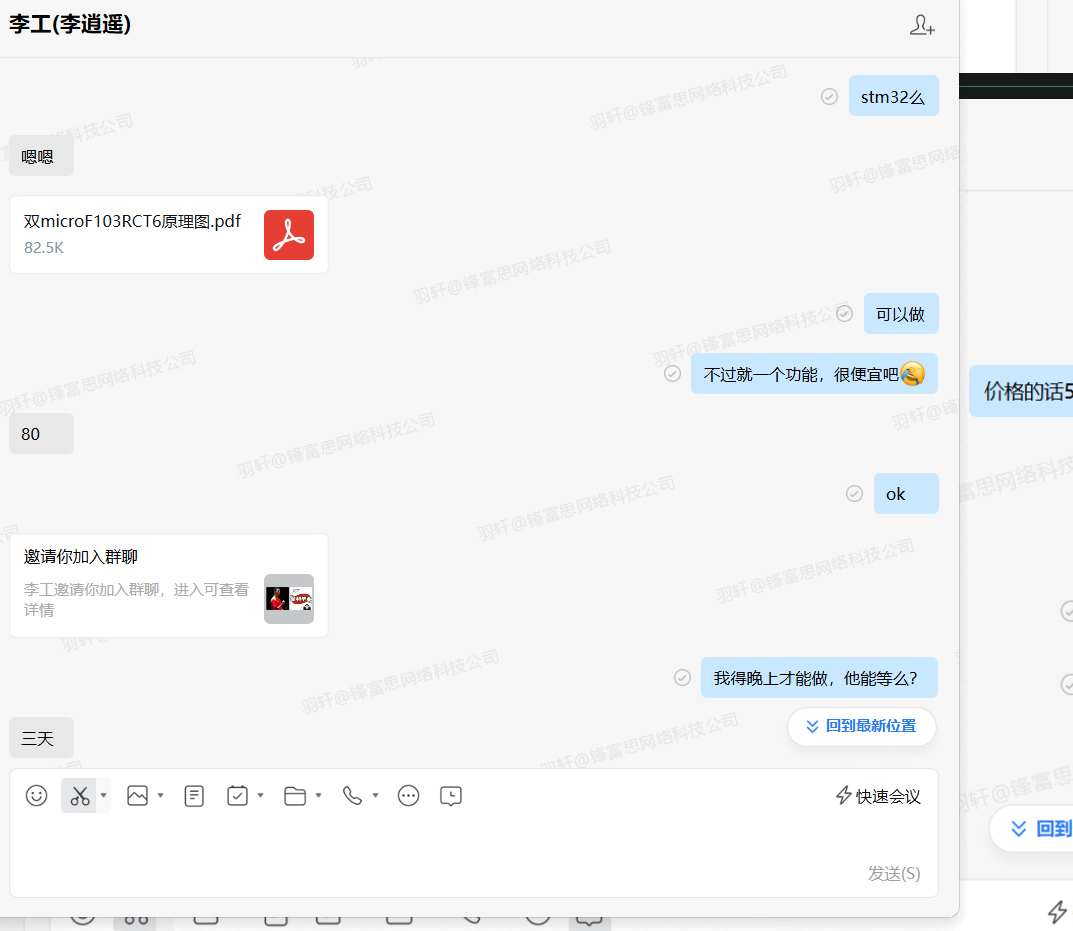 李工(李逍遥)
stm32么
嗯嗯
双microF103RCT6原理图.pdf
82.5K
可以做
不过就一个功能，很便宜吧
价格的话5
80
ok
邀请你加入群聊
李工邀请你加入群聊，进入可查看
详情
我得晚上才能做，他能等么?
回到最新位置
三天
快速会议
回到
发送(S)
羽轩@锋富思网络科技公司